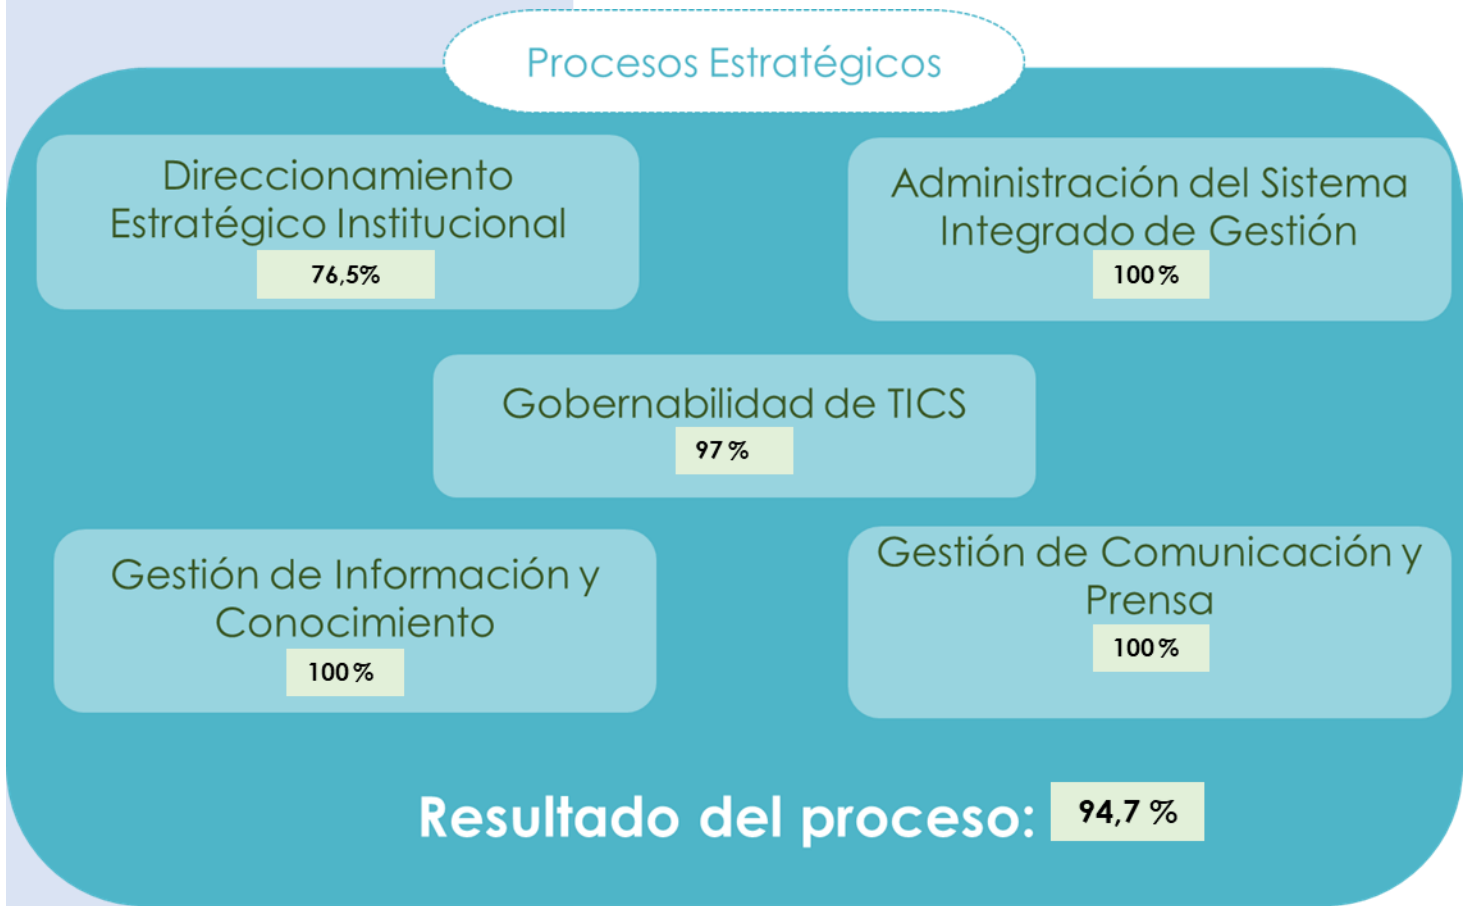 Procesos Estratégicos
Direccionamiento
Estratégico Institucional
76,5%
Administración del Sistema
Integrado de Gestión
100%
Gobernabilidad de TICS
97 %
Gestión de Información y
Conocimiento
100%
Gestión de Comunicación y
Prensa
100%
Resultado del proceso: 94,7 %